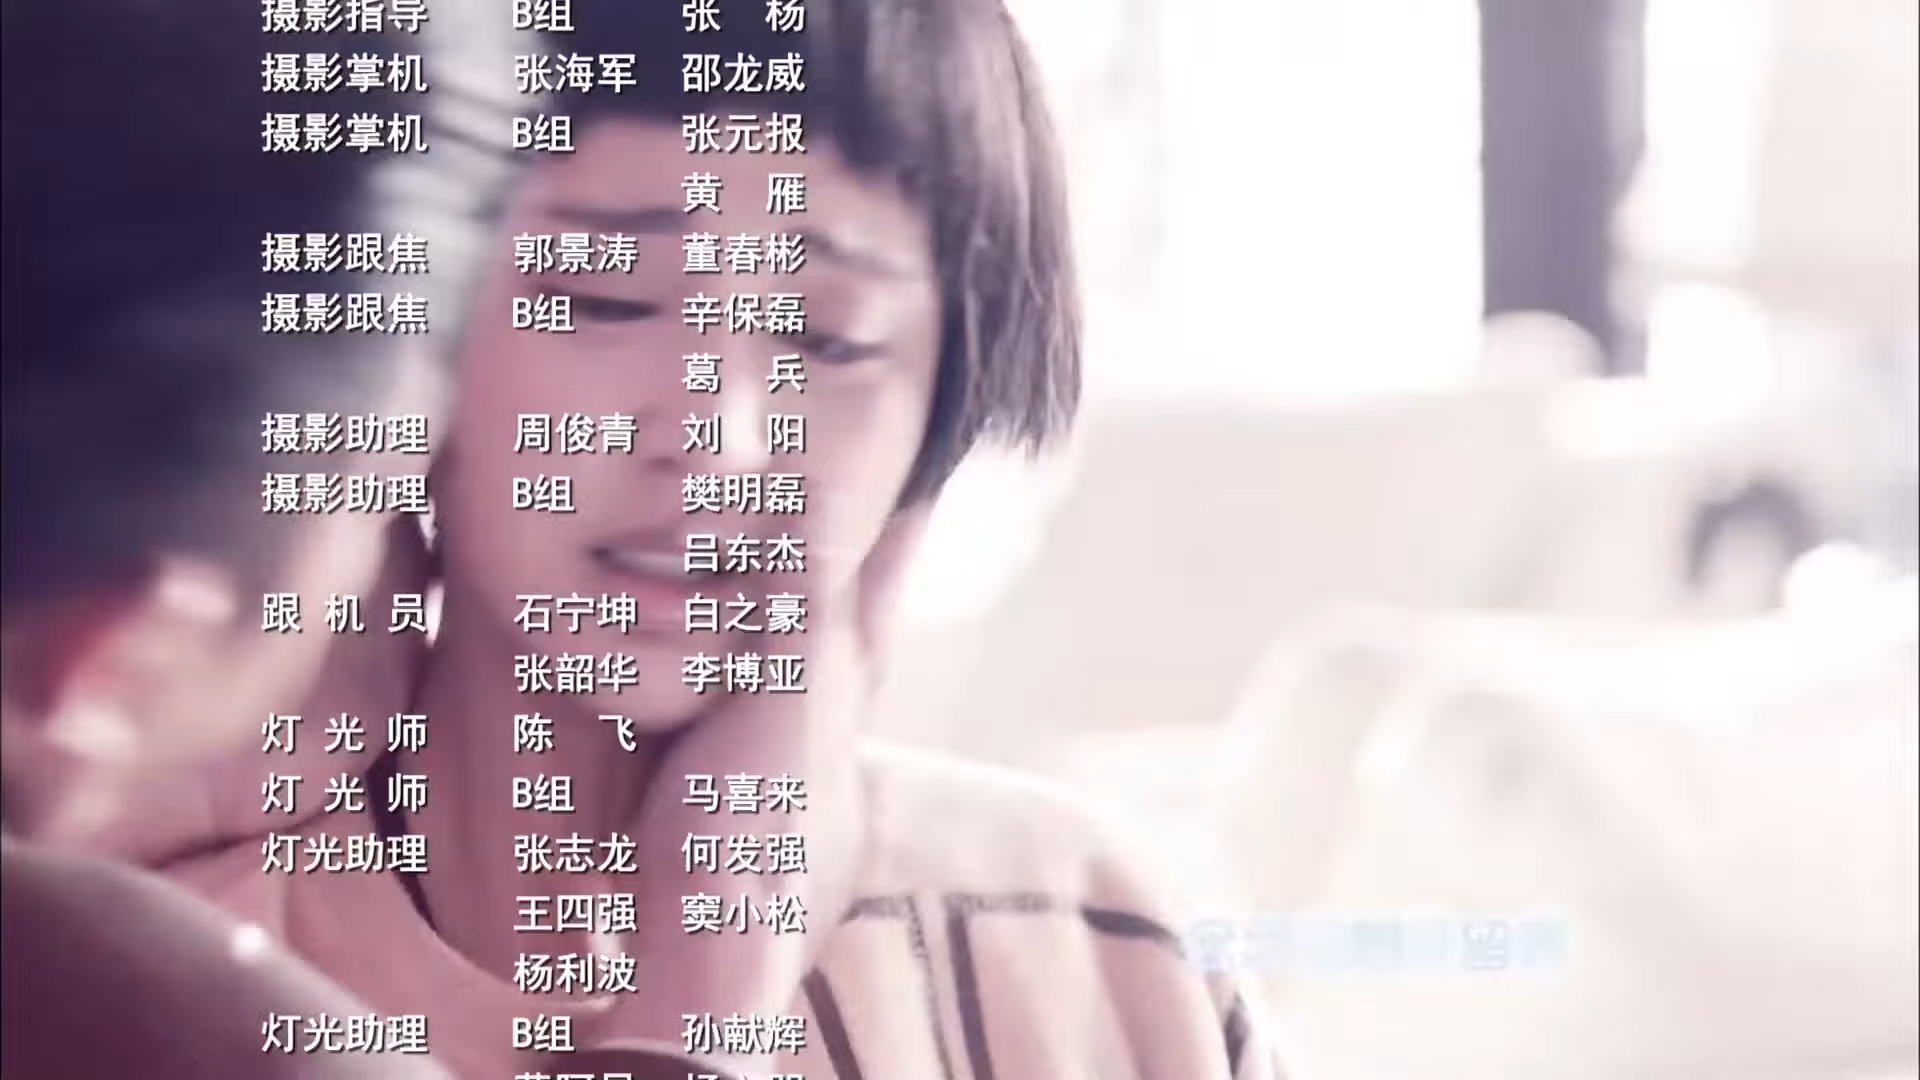 摄影指导 B组 张 杨
摄影掌机 张海军 邵龙威
摄影掌机 B组 张元报
黄 雁
摄影跟焦 郭景涛 董春彬
摄影跟焦 B组 辛保磊
葛 兵
摄影助理 周俊青 刘 阳
摄影助理 B组 樊明磊
吕东杰
跟机员 石宁坤 白之豪
张韶华 李博亚
灯光师 陈 飞
灯光师 B组 马喜来
灯光助理 张志龙 何发强
王四强 窦小松
杨利波
灯光助理 B组 孙献辉